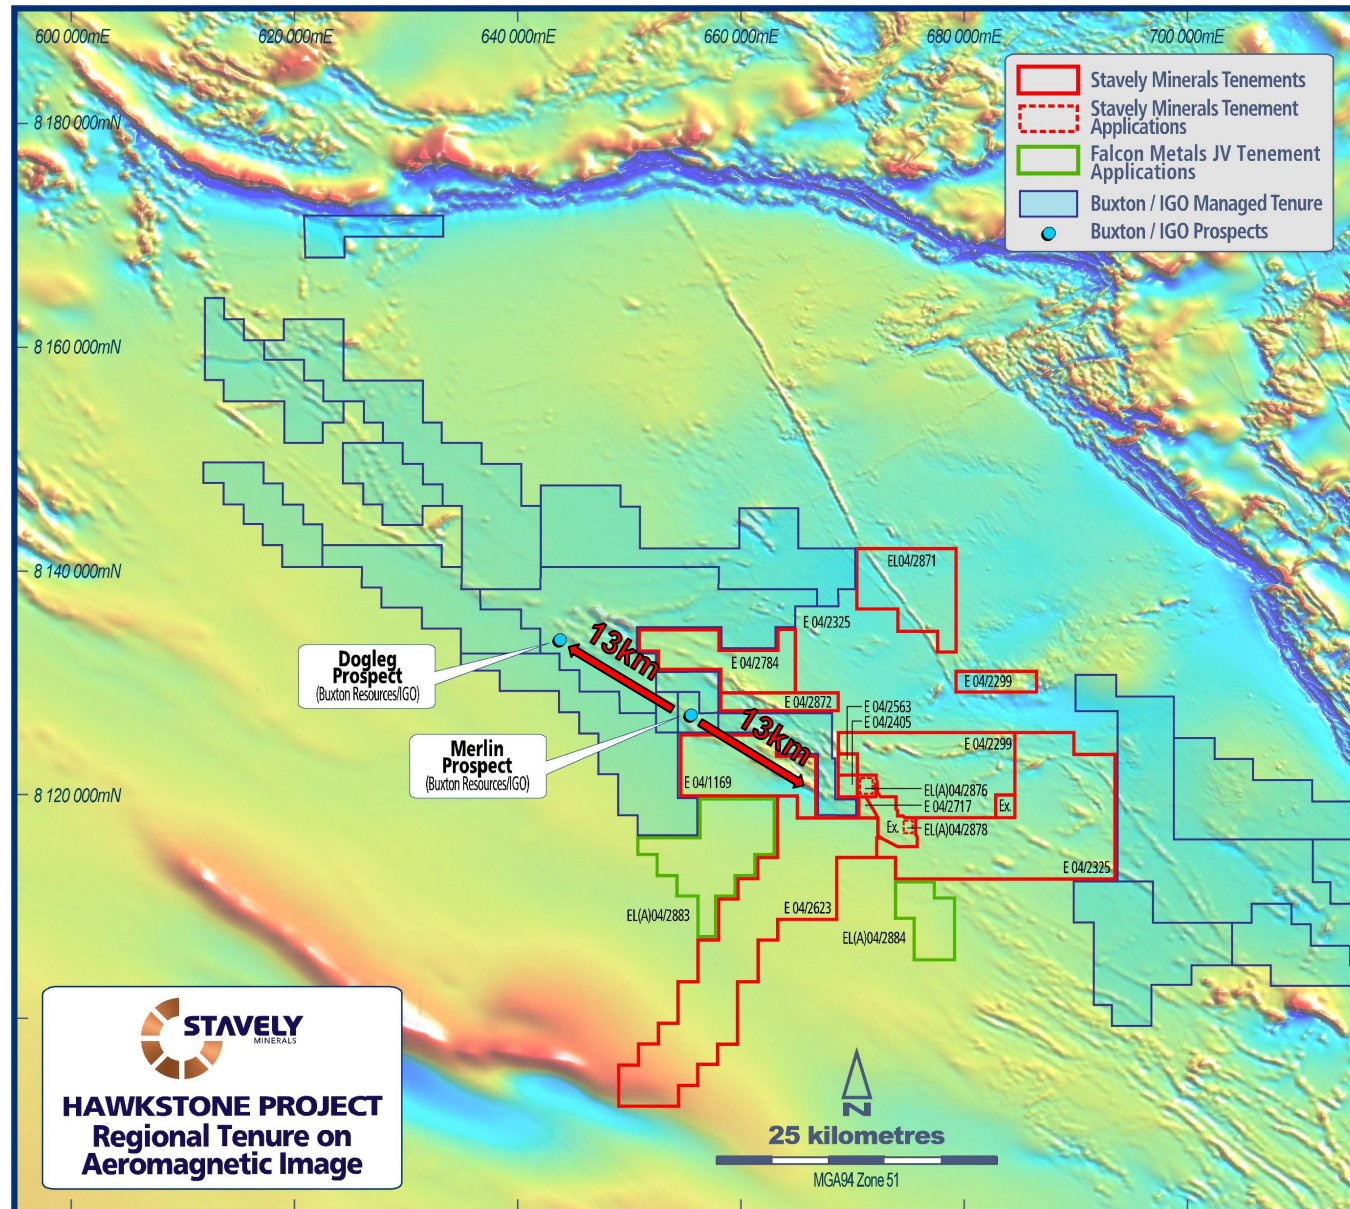 600 000mE
620 000mE
640 000mE
660 000mE
680 000mE
700 000mE
8 180 000mN
8 160 000mN
8 140 000mN
8 120 000mN
Stavely Minerals Tenements
Stavely Minerals Tenement
Applications
Falcon Metals JV Tenement
Applications
Buxton / IGO Managed Tenure
Buxton / IGO Prospects
EL04/2871
E 04/2325
E 04/2784
E 04/2299
E 04/2872
E 04/2563
E 04/2405
E 04/2299
E 04/1169
EL(A)04/2876
E 04/2717
Ex.
Ex.
EL(A)04/2878
E 04/2325
E 04/2623
EL(A)04/2883
EL(A)04/2884
13km
13km
Dogleg
Prospect
(Buxton Resources/IGO)
Merlin
Prospect
(Buxton Resources/IGO)
STAVELY
MINERALS
HAWKSTONE PROJECT
Regional Tenure on
Aeromagnetic Image
N
25 kilometres
MGA94 Zone 51